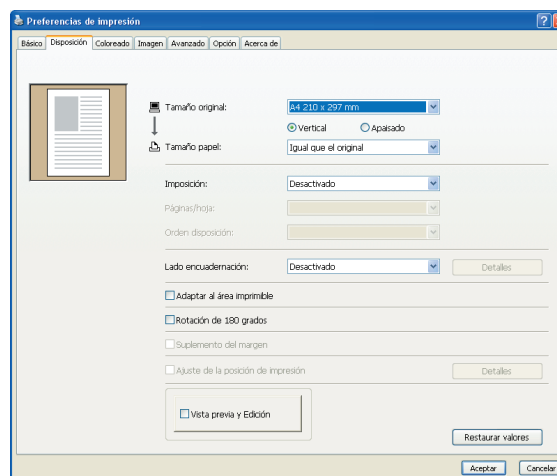 Preferencias de impresión
Básico Disposición Coloreado Imagen Avanzado Opción Acerca de
Tamaño original: A4 210 x 297 mm
Vertical Apaisado
Tamaño papel: Igual que el original
Imposición: Desactivado
Páginas/hoja:
Orden disposición:
Lado encuadernación: Desactivado Detalles
Adaptar al área imprimible
Rotación de 180 grados
Suplemento del margen
Ajuste de la posición de impresión Detalles
Vista previa y Edición
Restaurar valores
Aceptar Cancelar